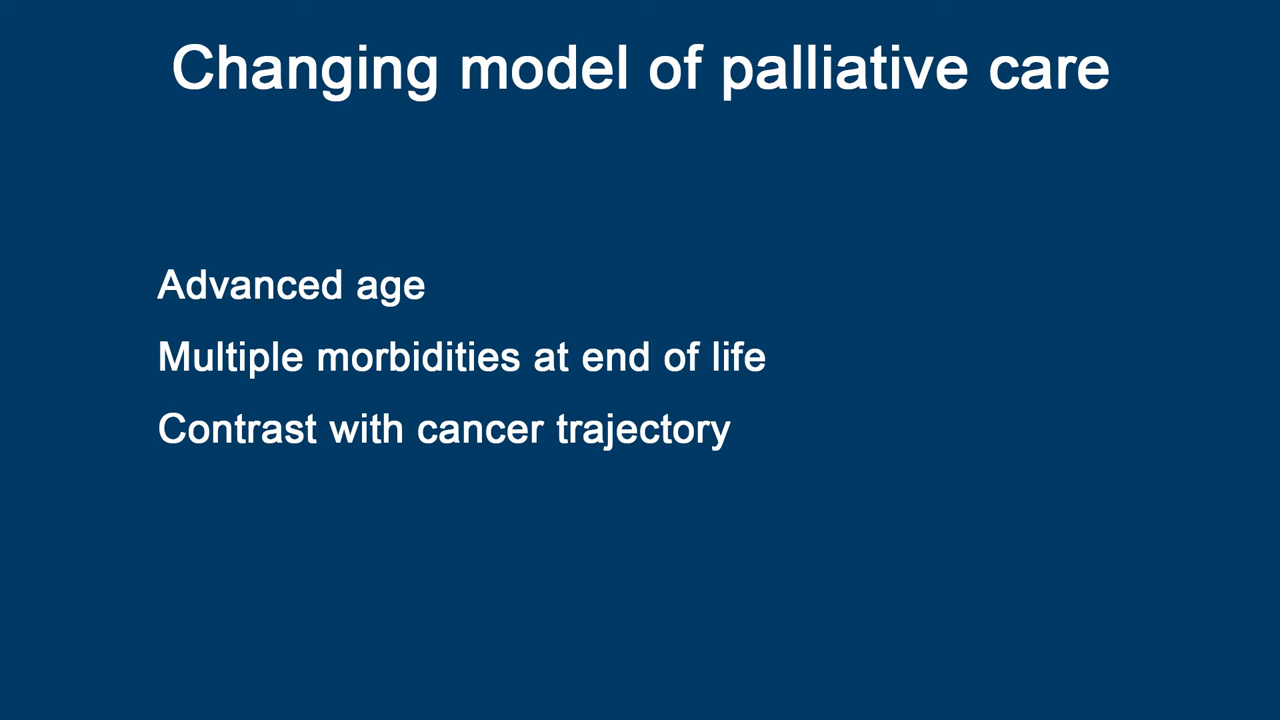 Changing model of palliative care
Advanced age
Multiple morbidities at end of life
Contrast with cancer trajectory